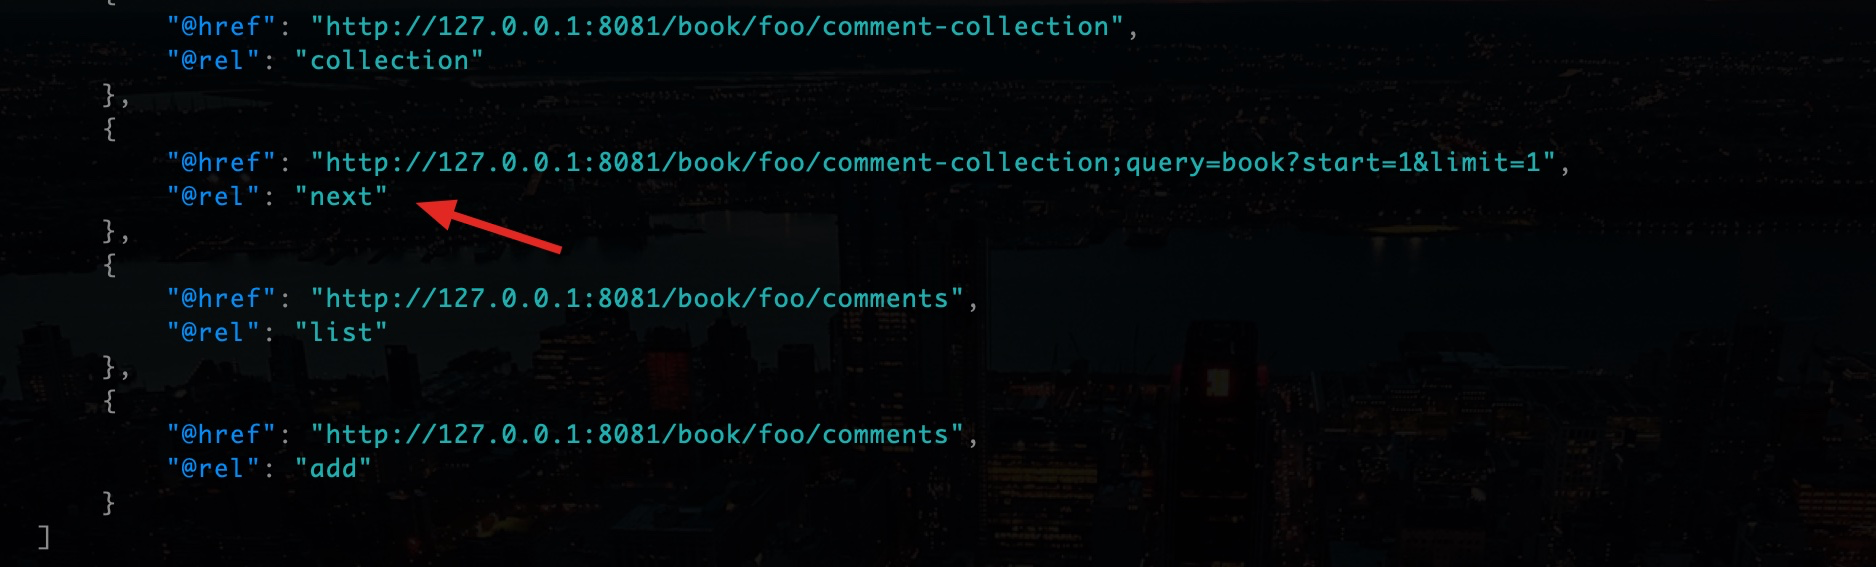 "@href": "http://127.0.0.1:8081/book/foo/comment-collection",
"@rel": "collection"
},
{
"@href": "http://127.0.0.1:8081/book/foo/comment-collection;query=book?start=1&limit=1",
"@rel": "next"
},
{
"@href": "http://127.0.0.1:8081/book/foo/comments",
"@rel": "list"
},
{
"@href": "http://127.0.0.1:8081/book/foo/comments",
"@rel": "add"
}
]